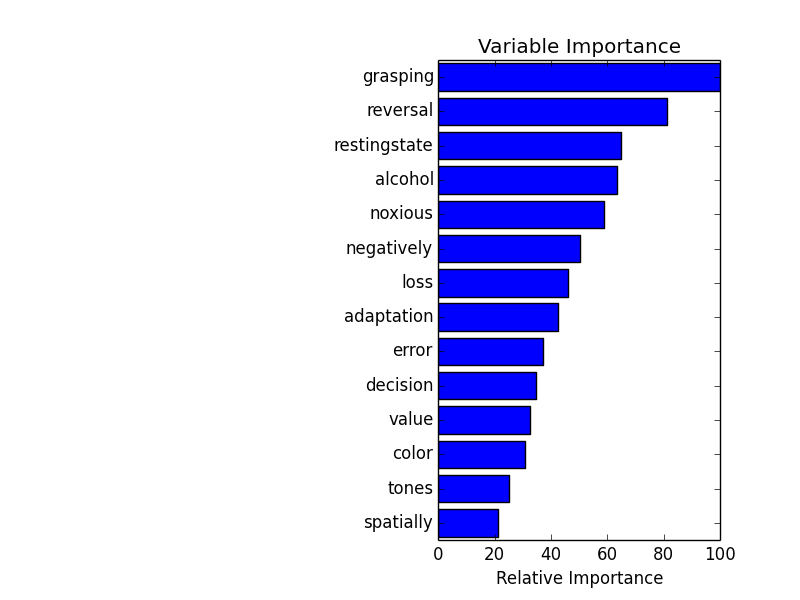 Variable Importance
grasping
reversal
restingstate
alcohol
noxious
negatively
loss
adaptation
error
decision
value
color
tones
spatially
0 20 40 60 80 100
Relative Importance